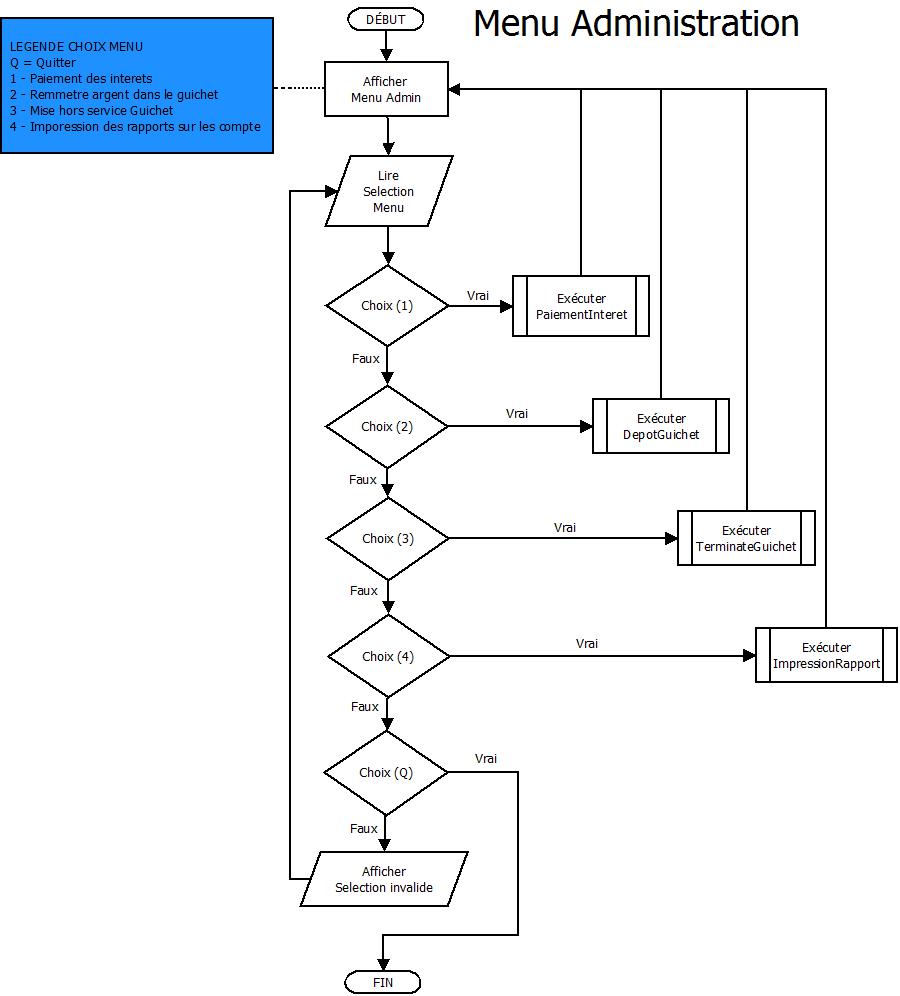 Menu Administration
DÉBUT
LEGENDE CHOIX MENU
Q = Quitter
1 - Paiement des interets
2 - Remmetre argent dans le guichet
3 - Mise hors service Guichet
4 - Imporession des rapports sur les compte
Afficher
Menu Admin
Lire
Selection
Menu
Choix (1)
Vrai
Exécuter
PaiementInteret
Faux
Choix (2)
Vrai
Exécuter
DepotGuichet
Faux
Choix (3)
Vrai
Exécuter
TerminateGuichet
Faux
Choix (4)
Vrai
Exécuter
ImpressionRapport
Faux
Choix (Q)
Vrai
Faux
Afficher
Selection invalide
FIN